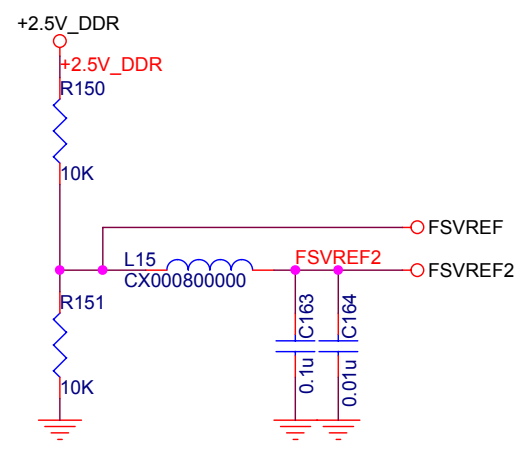 +2.5V_DDR
+2.5V_DDR
R150
10K
FSVREF
L15
CX000800000
FSVREF2
FSVREF2
R151
10K
C163
0.1u
C164
0.01u